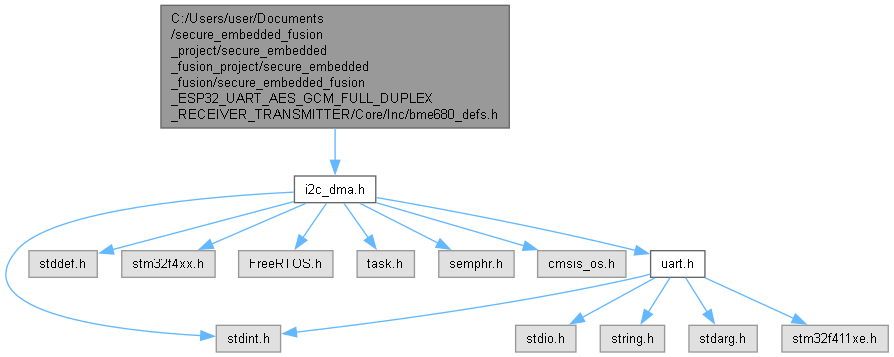 C:/Users/user/Documents
/secure_embedded_fusion
_project/secure_embedded
_fusion_project/secure_embedded
_fusion/secure_embedded_fusion
_ESP32_UART_AES_GCM_FULL_DUPLEX
_RECEIVER_TRANSMITTER/Core/Inc/bme680_defs.h
i2c_dma.h
stddef.h
stm32f4xx.h
FreeRTOS.h
task.h
semphr.h
cmsis_os.h
uart.h
stdint.h
stdio.h
string.h
stdarg.h
stm32f411xe.h